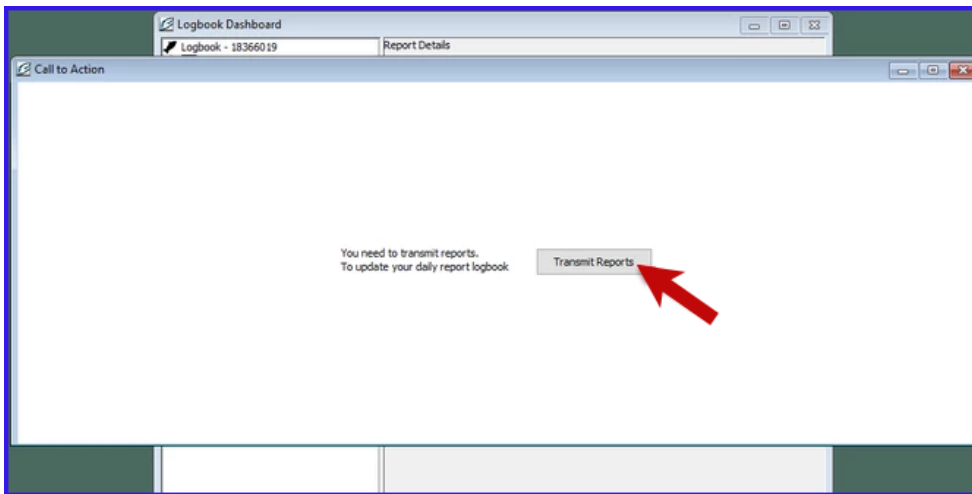 Logbook Dashboard
Logbook - 18366019
Report Details
Call to Action
You need to transmit reports.
To update your daily report logbook
Transmit Reports